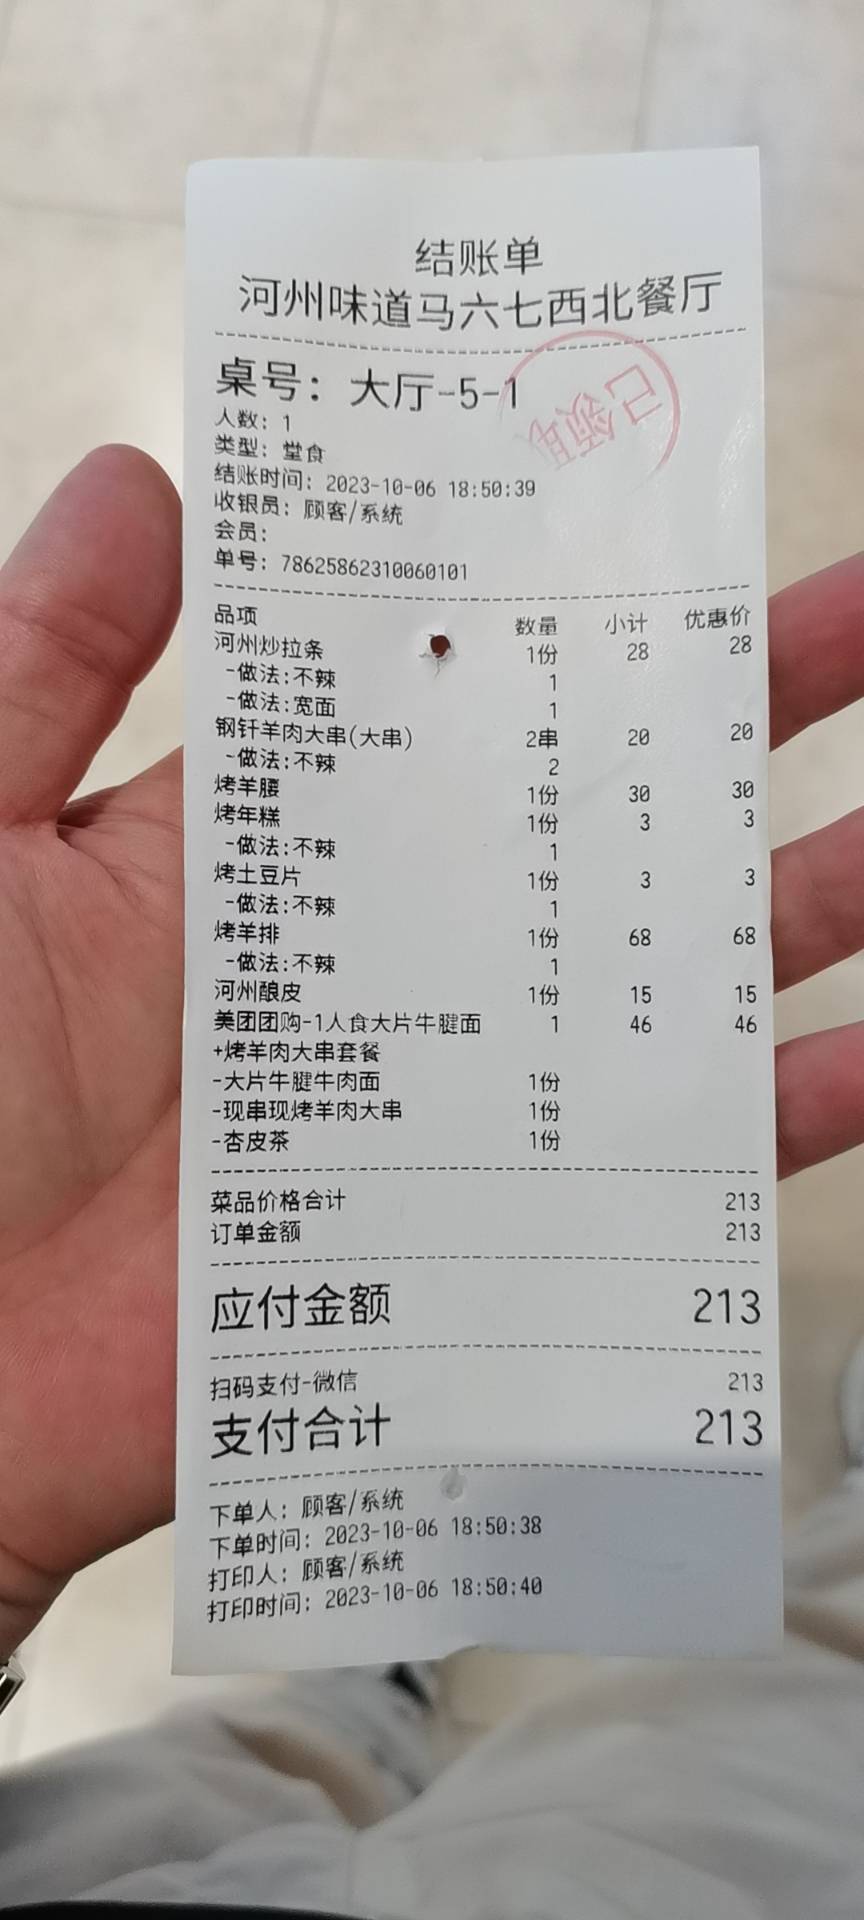 结账单
河州味道马六七西北餐厅
桌号：大厅-5-1
已领取
人数：1
类型：堂食
结账时间：2023-10-06 18:50:39
收银员：顾客/系统
会员：
单号：78625862310060101
品项 数量 小计 优惠价
河州炒拉条 1份 28 28
-做法:不辣 1
-做法:宽面 1
钢钎羊肉大串(大串) 2串 20 20
-做法:不辣 2
烤羊腰 1份 30 30
烤年糕 1份 3 3
-做法:不辣 1
烤土豆片 1份 3 3
-做法:不辣 1
烤羊排 1份 68 68
-做法:不辣 1
河州酿皮 1份 15 15
美团团购-1人食大片牛腱面 1 46 46
+烤羊肉大串套餐
-大片牛腱牛肉面 1份
-现串现烤羊肉大串 1份
-杏皮茶 1份
菜品价格合计 213
订单金额 213
应付金额 213
扫码支付-微信 213
支付合计 213
下单人：顾客/系统
下单时间：2023-10-06 18:50:38
打印人：顾客/系统
打印时间：2023-10-06 18:50:40